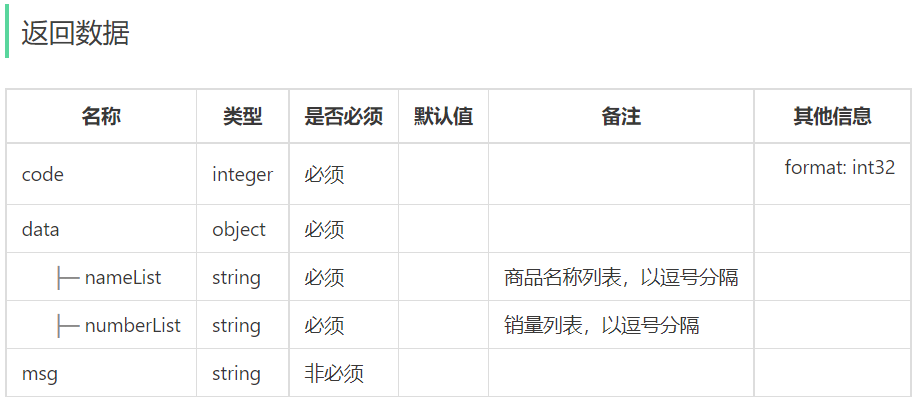 返回数据
名称 类型 是否必须 默认值 备注 其他信息
code integer 必须 format: int32
data object 必须
├─ nameList string 必须 商品名称列表，以逗号分隔
├─ numberList string 必须 销量列表，以逗号分隔
msg string 非必须